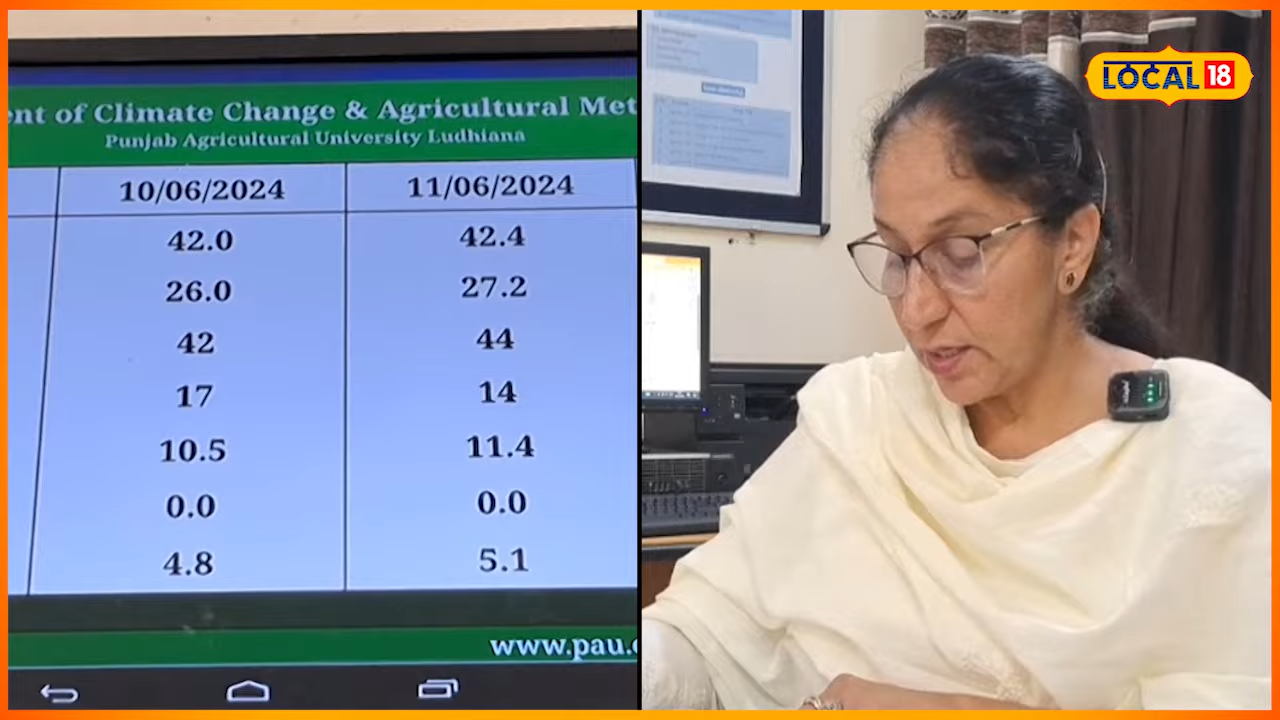 ent of Climate Change & Agricultural Met
Punjab Agricultural University Ludhiana
10/06/2024 11/06/2024
42.0 42.4
26.0 27.2
42 44
17 14
10.5 11.4
0.0 0.0
4.8 5.1
www.pau.
LOCAL 18